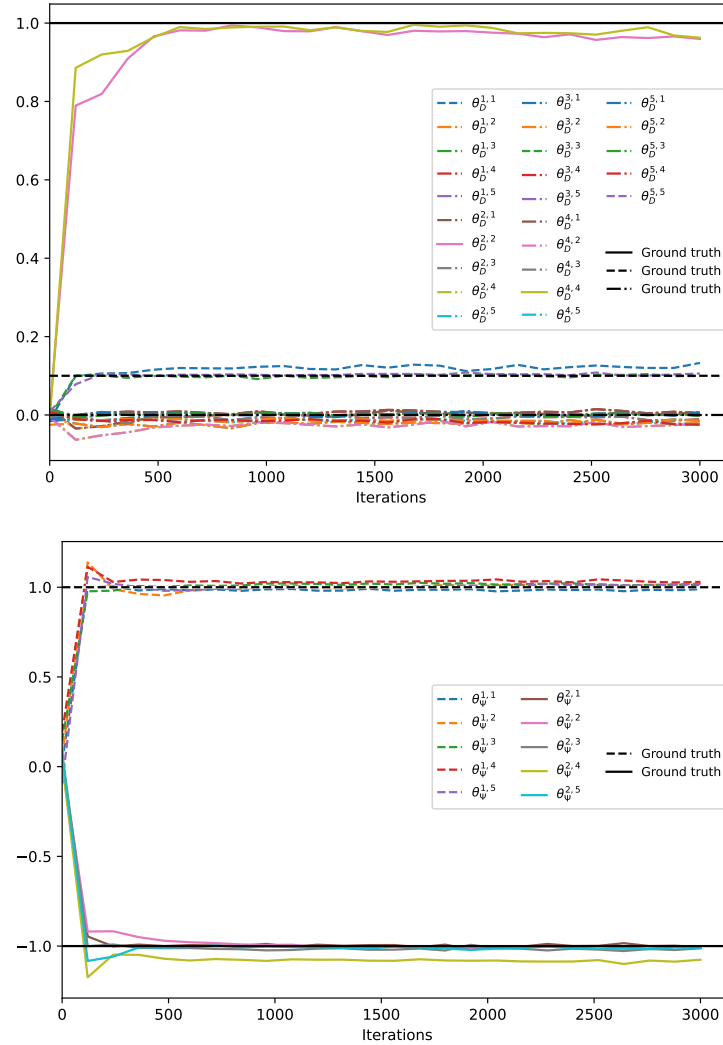 1.0
0.8
0.6
0.4
0.2
0.0
θ_D^{1,1} θ_D^{3,1} θ_D^{5,1}
θ_D^{1,2} θ_D^{3,2} θ_D^{5,2}
θ_D^{1,3} θ_D^{3,3} θ_D^{5,3}
θ_D^{1,4} θ_D^{3,4} θ_D^{5,4}
θ_D^{1,5} θ_D^{3,5} θ_D^{5,5}
θ_D^{2,1} θ_D^{4,1}
θ_D^{2,2} θ_D^{4,2} Ground truth
θ_D^{2,3} θ_D^{4,3} Ground truth
θ_D^{2,4} θ_D^{4,4} Ground truth
θ_D^{2,5} θ_D^{4,5}
0 500 1000 1500 2000 2500 3000
Iterations
1.0
0.5
0.0
−0.5
−1.0
θ_Ψ^{1,1} θ_Ψ^{2,1}
θ_Ψ^{1,2} θ_Ψ^{2,2}
θ_Ψ^{1,3} θ_Ψ^{2,3} Ground truth
θ_Ψ^{1,4} θ_Ψ^{2,4} Ground truth
θ_Ψ^{1,5} θ_Ψ^{2,5}
0 500 1000 1500 2000 2500 3000
Iterations